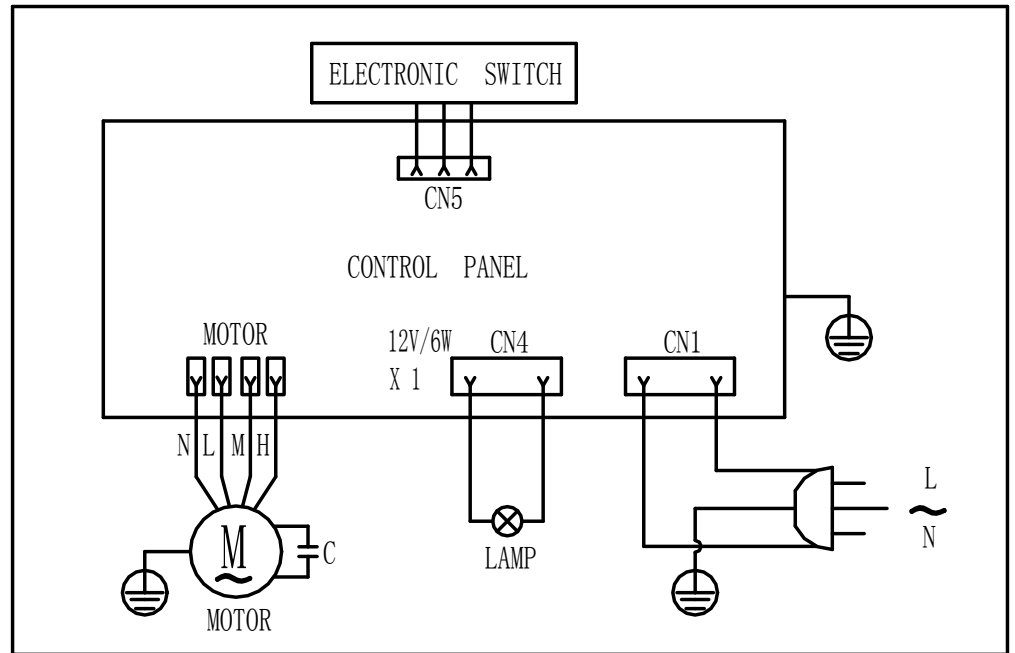 ELECTRONIC SWITCH
CN5
CONTROL PANEL
MOTOR
12V/6W
X 1
CN4
CN1
N L M H
L
N
M
C
LAMP
MOTOR